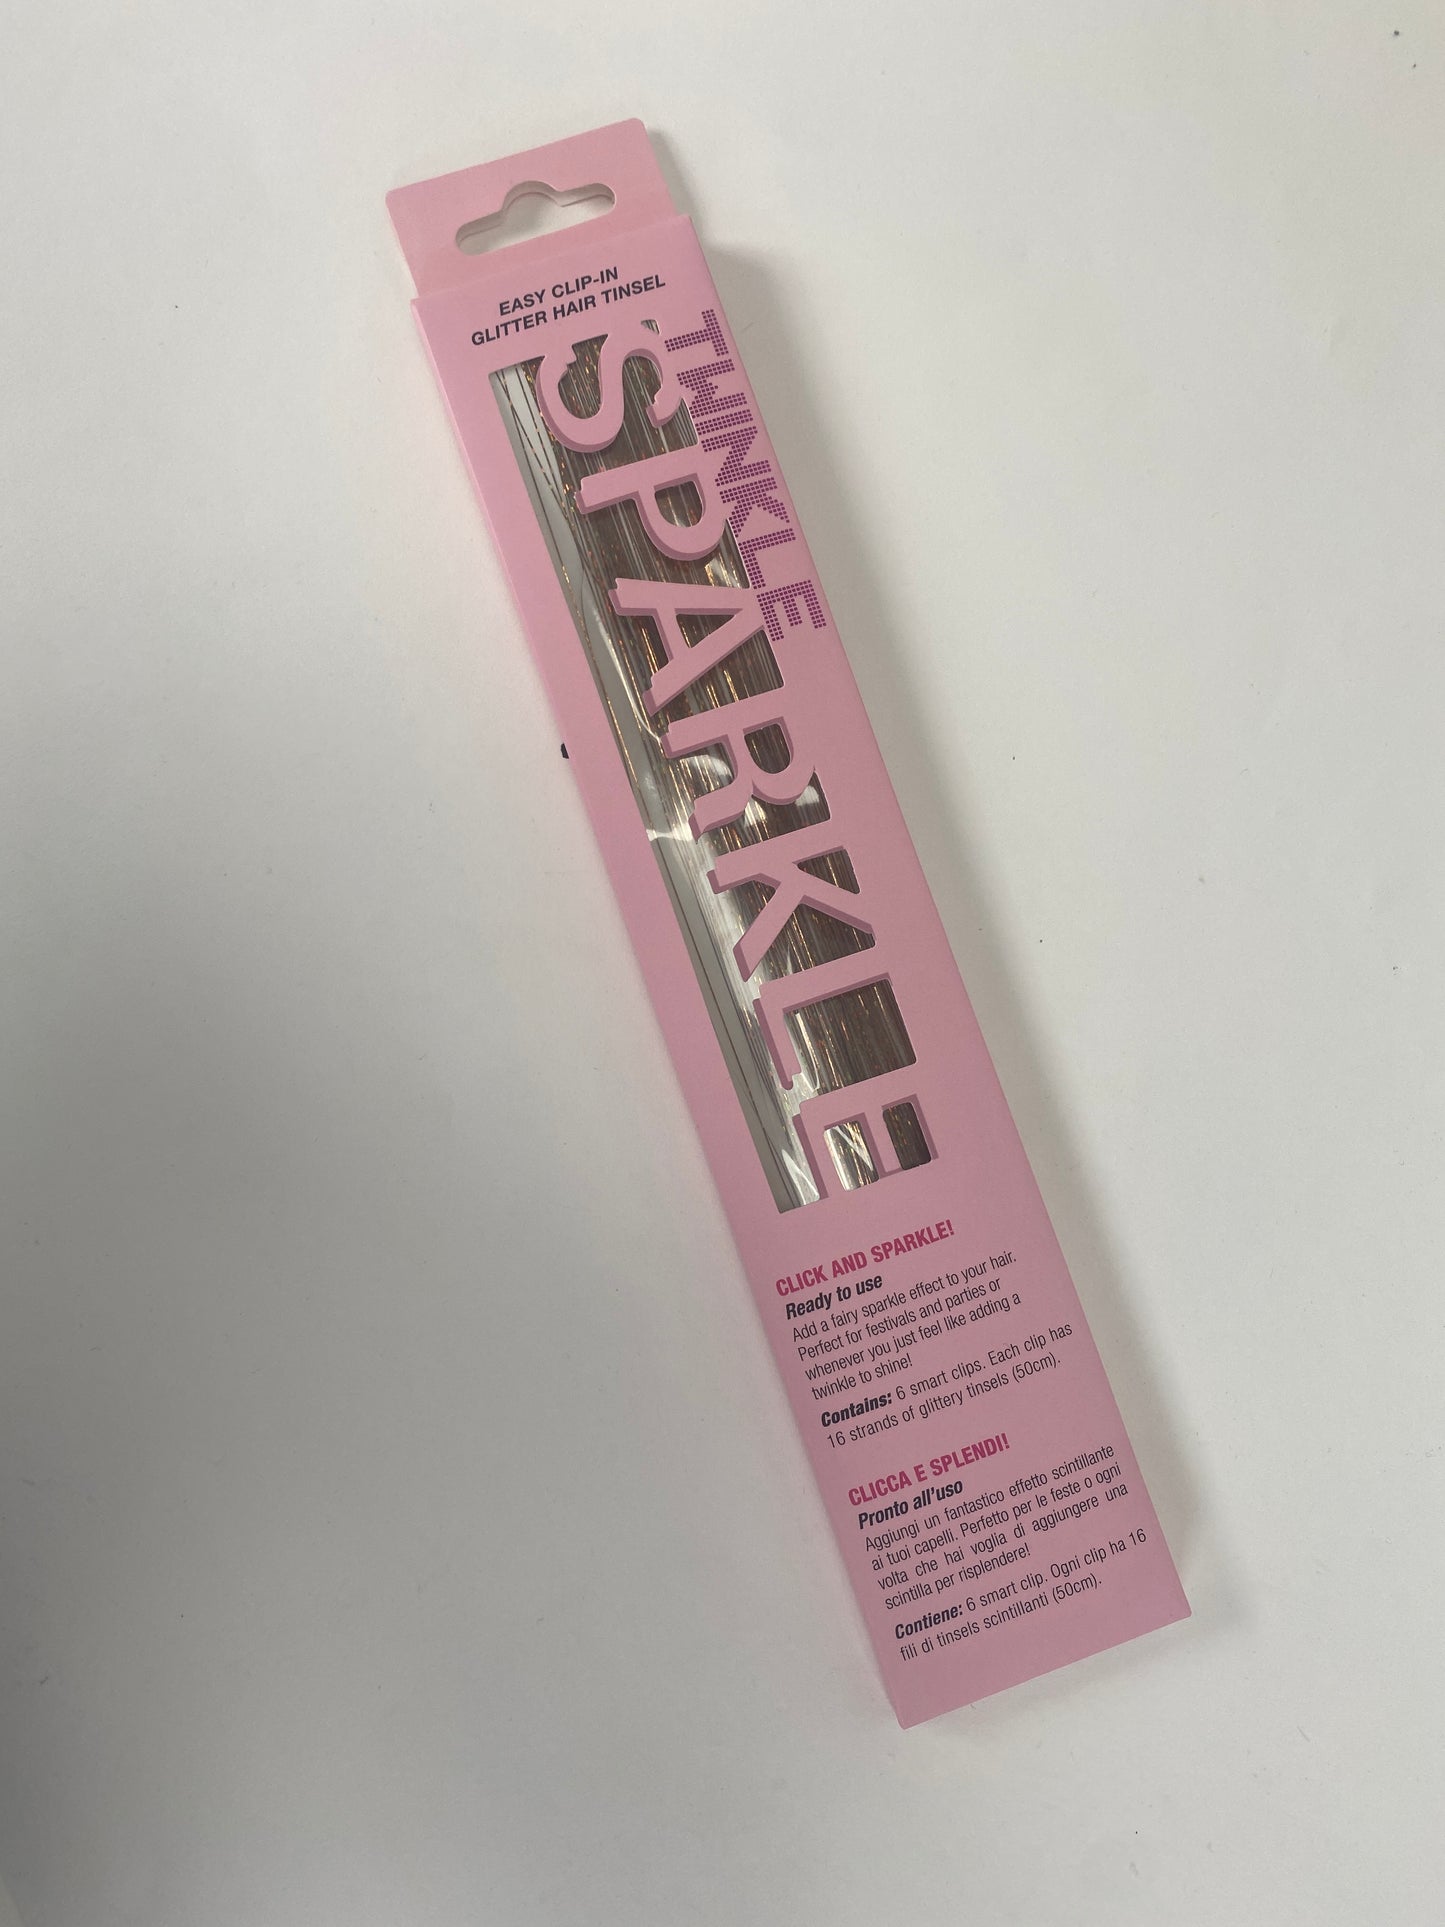 EASY CLIP-IN
GLITTER HAIR TINSEL
TWINKLE
SPARKLE
CLICK AND SPARKLE!
Ready to use
Add a fairy sparkle effect to your hair.
Perfect for festivals and parties or
whenever you just feel like adding a
twinkle to shine!
Contains: 6 smart clips. Each clip has
16 strands of glittery tinsels (50cm).
CLICCA E SPLENDI!
Pronto all'uso
Aggiungi un fantastico effetto scintillante
ai tuoi capelli. Perfetto per le feste o ogni
volta che hai voglia di aggiungere una
scintilla per risplendere!
Contiene: 6 smart clip. Ogni clip ha 16
fili di tinsels scintillanti (50cm).